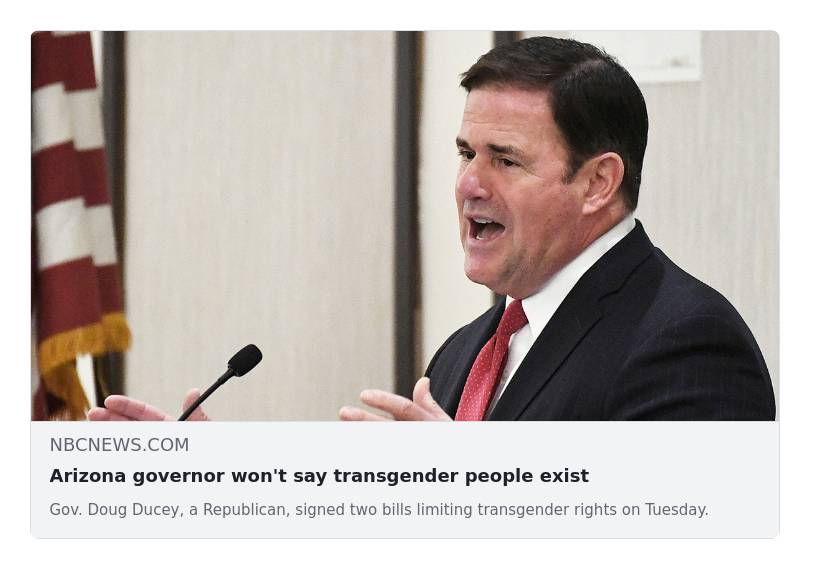 NBCNEWS.COM
Arizona governor won't say transgender people exist
Gov. Doug Ducey, a Republican, signed two bills limiting transgender rights on Tuesday.